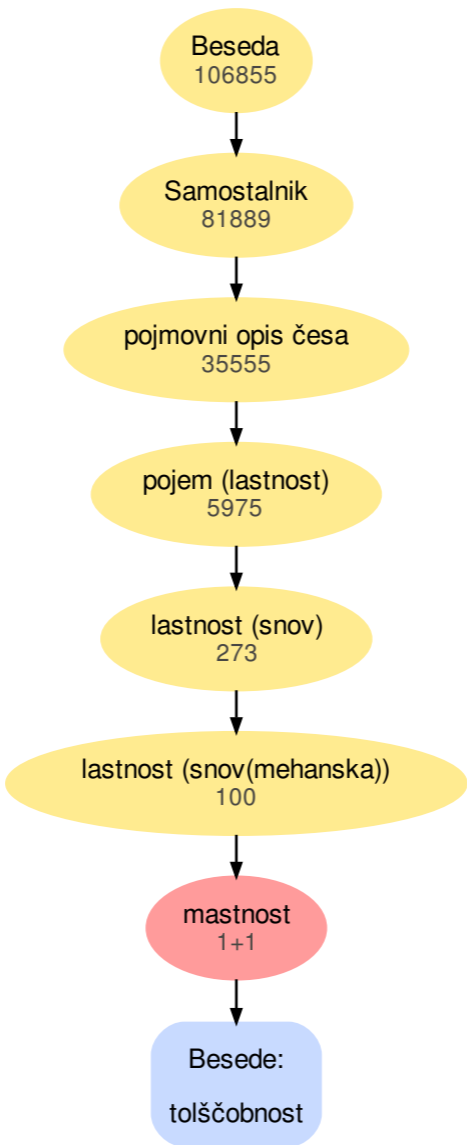 Beseda
106855
Samostalnik
81889
pojmovni opis česa
35555
pojem (lastnost)
5975
lastnost (snov)
273
lastnost (snov(mehanska))
100
mastnost
1+1
Besede:
tolščobnost